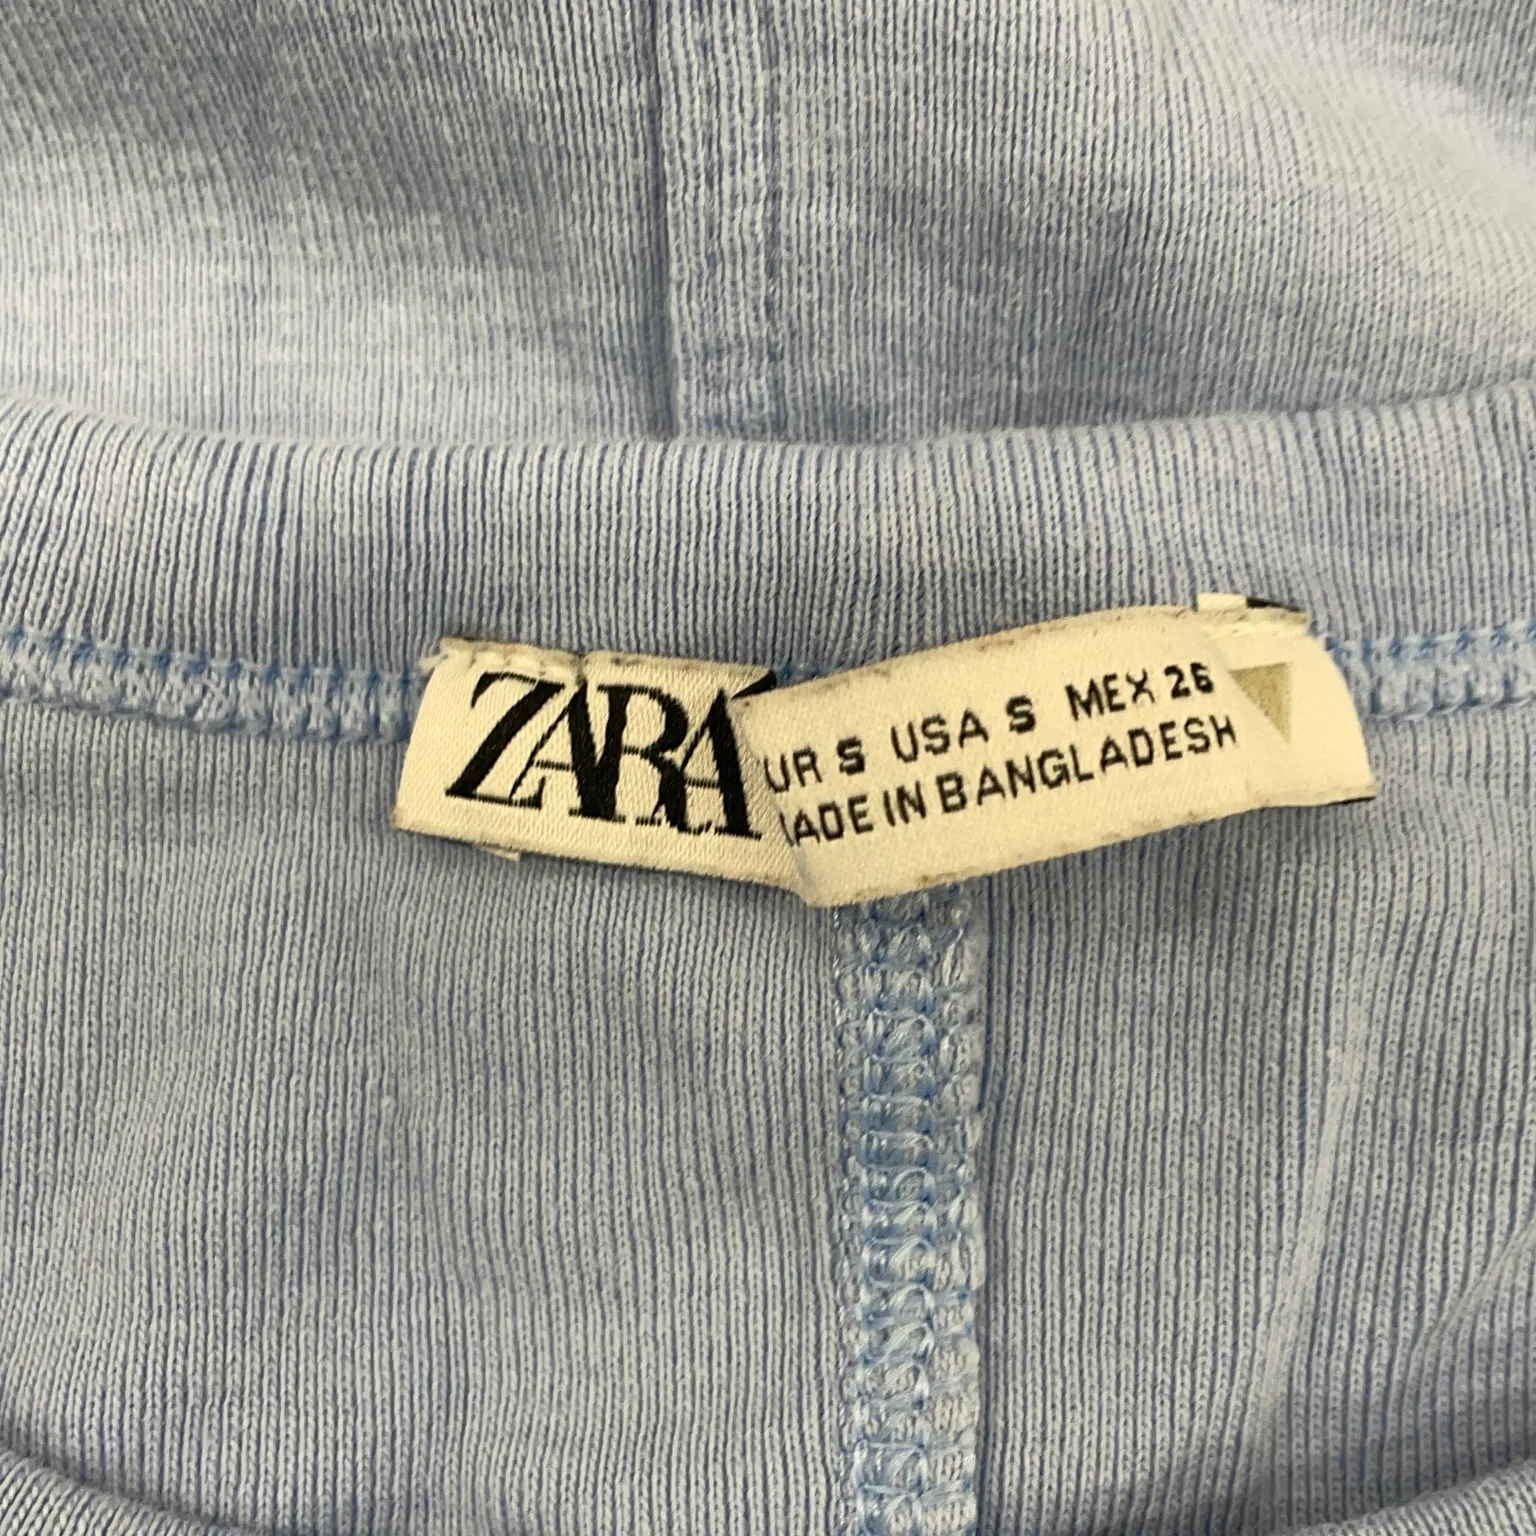 ZARA
UR S USA S MEX 26
ADE IN BANGLADESH